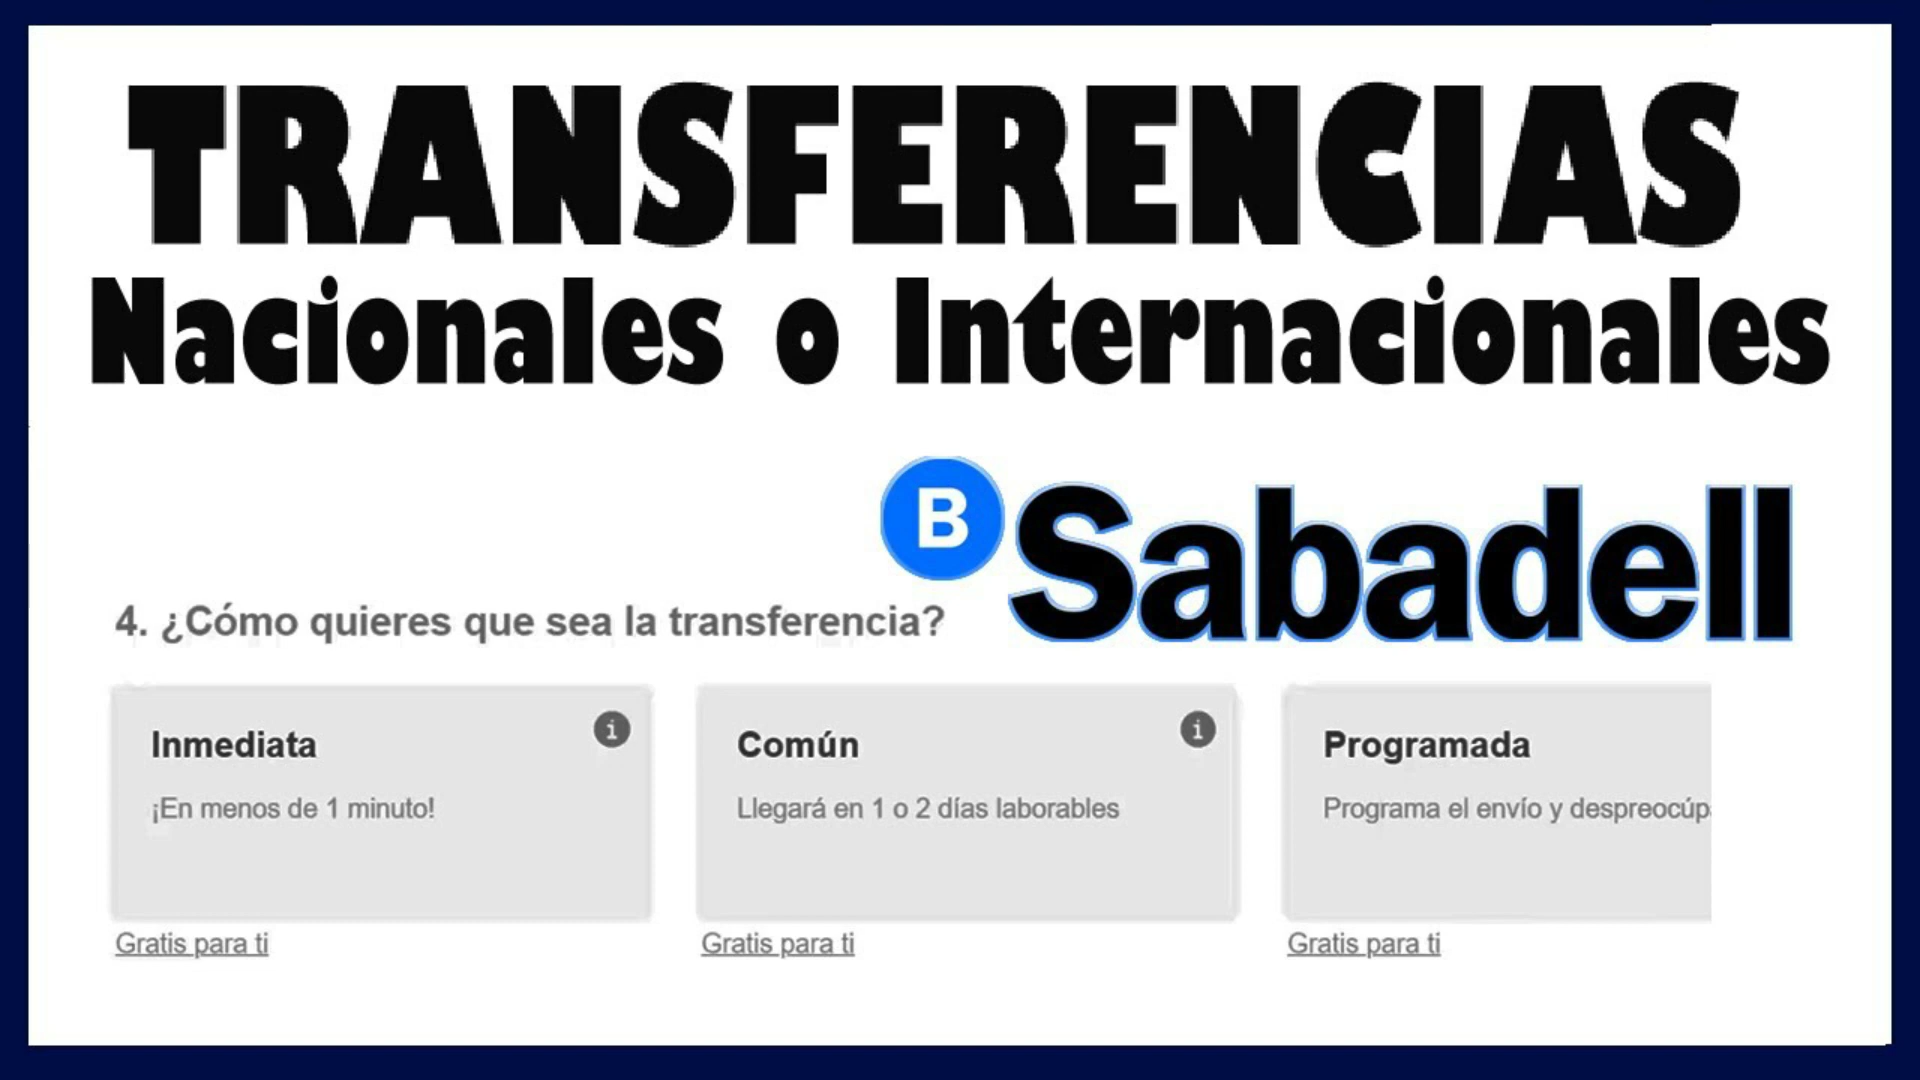 TRANSFERENCIAS
Nacionales o Internacionales
B Sabadell
4. ¿Cómo quieres que sea la transferencia?
Inmediata
¡En menos de 1 minuto!
Gratis para ti
Común
Llegará en 1 o 2 días laborables
Gratis para ti
Programada
Programa el envío y
Gratis para ti